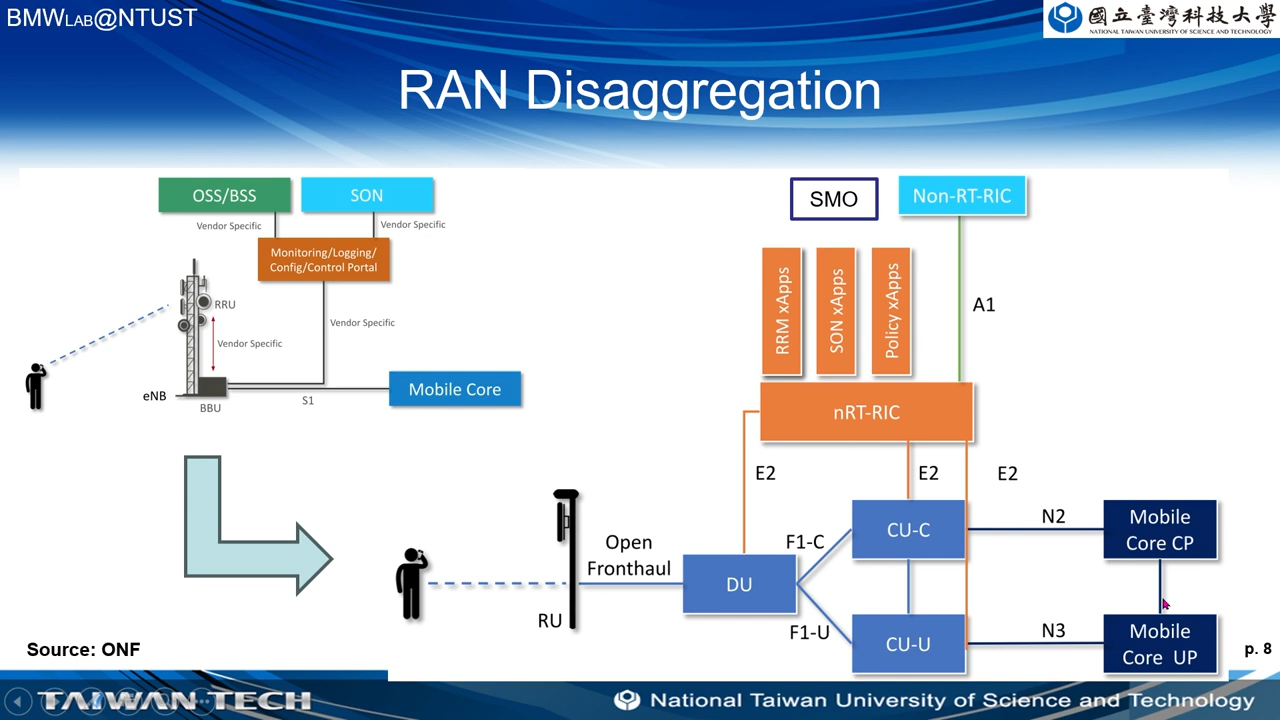 BMWLAB@NTUST
國立臺灣科技大學
NATIONAL TAIWAN UNIVERSITY OF SCIENCE AND TECHNOLOGY
RAN Disaggregation
OSS/BSS
SON
Vendor Specific
Vendor Specific
Monitoring/Logging/
Config/Control Portal
RRU
Vendor Specific
Vendor Specific
eNB
BBU
S1
Mobile Core
SMO
Non-RT-RIC
RRM xApps
SON xApps
Policy xApps
A1
nRT-RIC
E2
E2
E2
RU
Open
Fronthaul
DU
F1-C
F1-U
CU-C
CU-U
N2
N3
Mobile
Core CP
Mobile
Core UP
Source: ONF
p. 8
TAIWAN TECH
National Taiwan University of Science and Technology